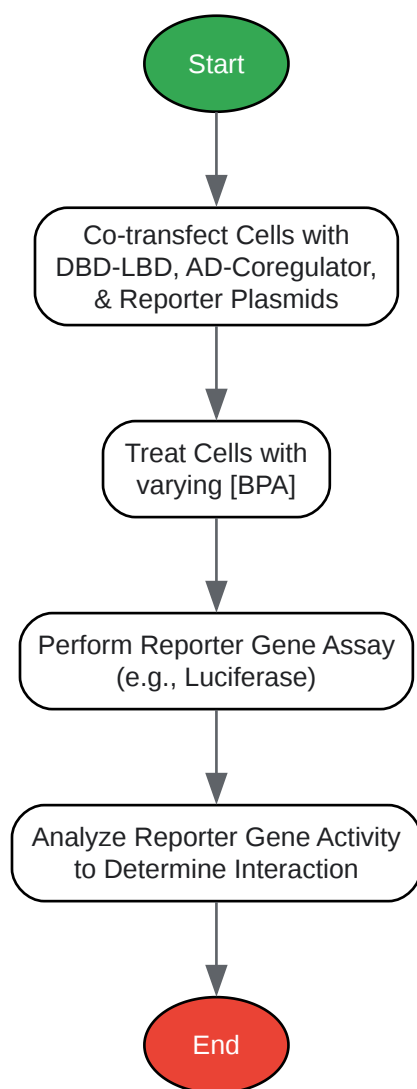 Start
Co-transfect Cells with
DBD-LBD, AD-Coregulator,
& Reporter Plasmids
Treat Cells with
varying [BPA]
Perform Reporter Gene Assay
(e.g., Luciferase)
Analyze Reporter Gene Activity
to Determine Interaction
End